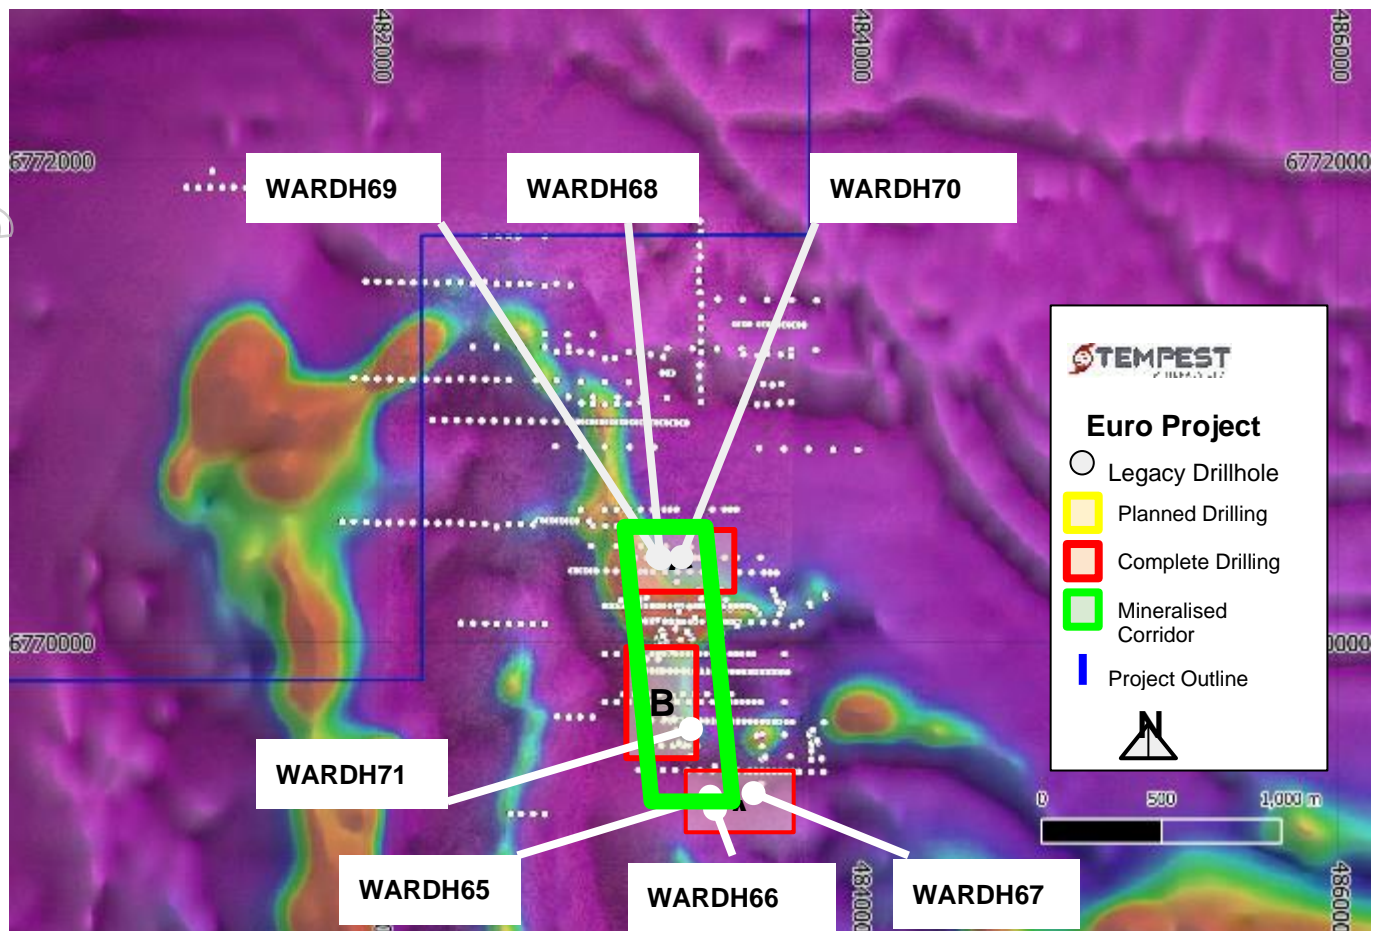 482000
484000
486000
6772000
6772000
WARDH69
WARDH68
WARDH70
TEMPEST
Euro Project
Legacy Drillhole
Planned Drilling
Complete Drilling
Mineralised
Corridor
Project Outline
N
6770000
B
WARDH71
0
500
1,000 m
WARDH65
WARDH66
WARDH67
484000
486000